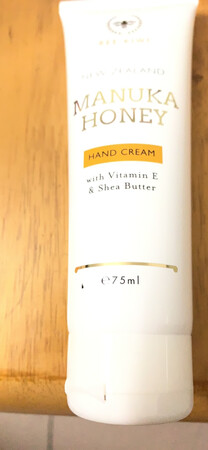 NEW ZEALAND
MANUKA
HONEY
HAND CREAM
with Vitamin E
& Shea Butter
℮75ml